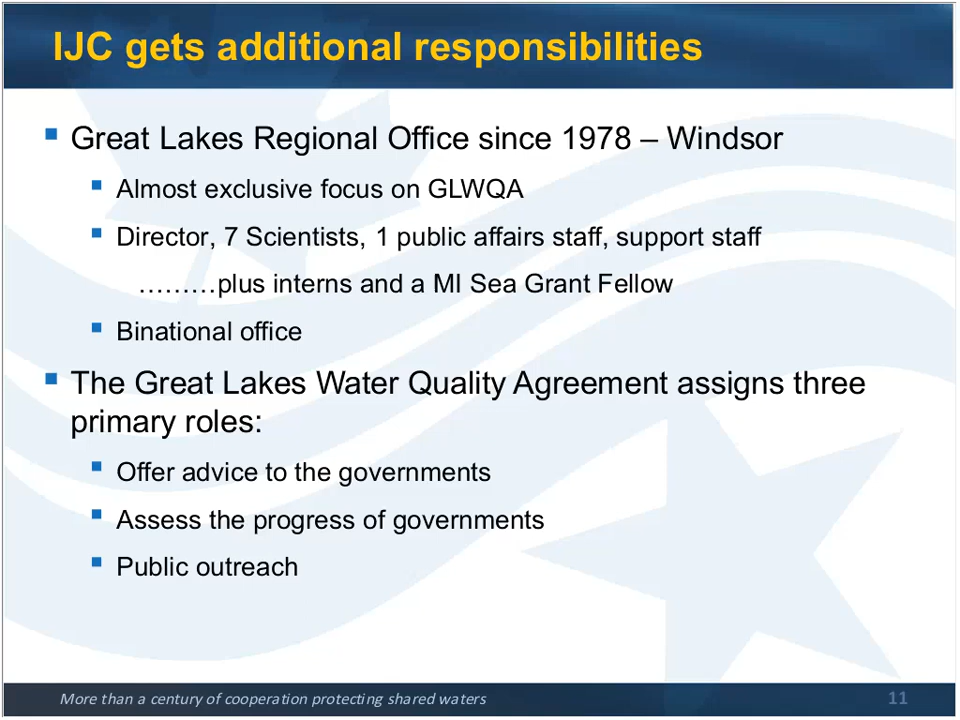 IJC gets additional responsibilities
Great Lakes Regional Office since 1978 – Windsor
Almost exclusive focus on GLWQA
Director, 7 Scientists, 1 public affairs staff, support staff
………plus interns and a MI Sea Grant Fellow
Binational office
The Great Lakes Water Quality Agreement assigns three
primary roles:
Offer advice to the governments
Assess the progress of governments
Public outreach
More than a century of cooperation protecting shared waters
11